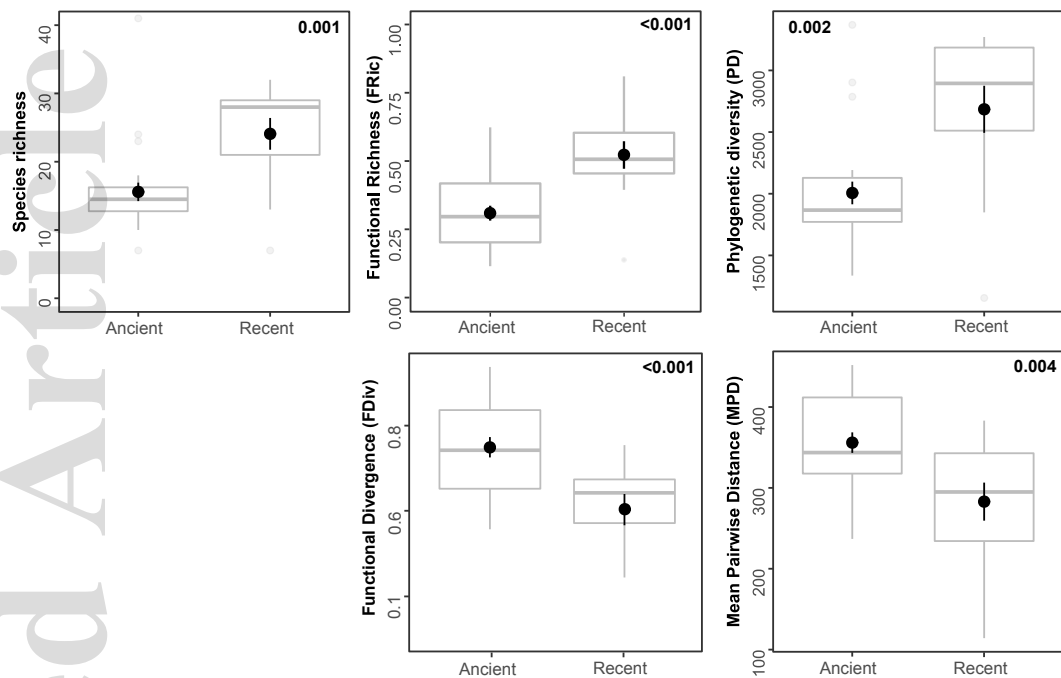 0.001
Species richness
0
10
20
30
40
Ancient
Recent
<0.001
Functional Richness (FRic)
0.00
0.25
0.50
0.75
1.00
Ancient
Recent
0.002
Phylogenetic diversity (PD)
1500
2000
2500
3000
Ancient
Recent
<0.001
Functional Divergence (FDiv)
0.1
0.6
0.8
Ancient
Recent
0.004
Mean Pairwise Distance (MPD)
100
200
300
400
Ancient
Recent
d Article